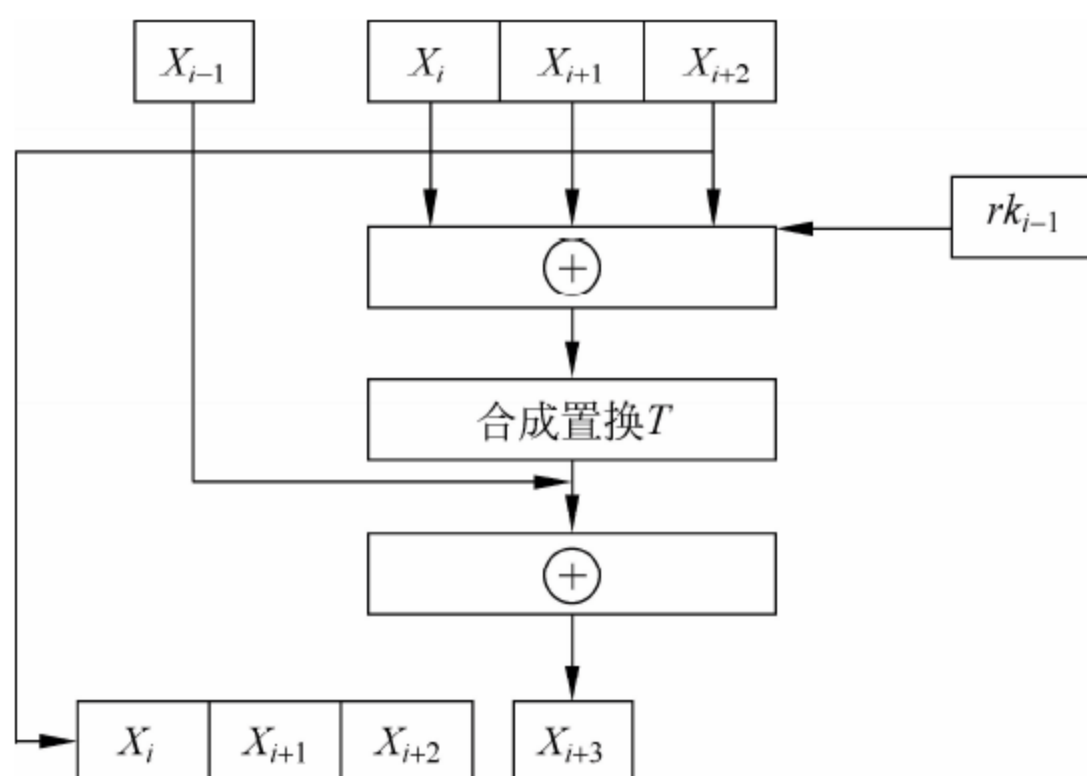 X_{i-1} X_i X_{i+1} X_{i+2}
rk_{i-1}
+
合成置换T
+
X_i X_{i+1} X_{i+2} X_{i+3}